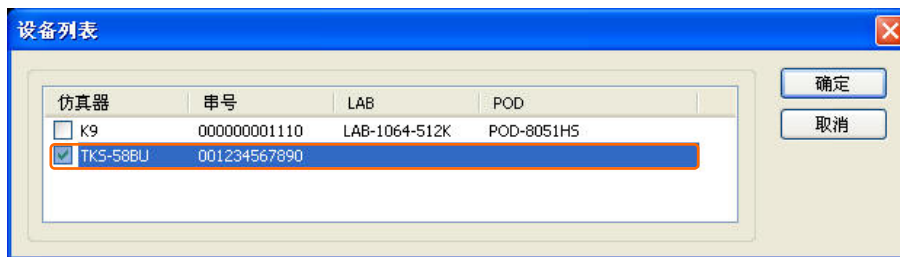 设备列表
仿真器 串号 LAB POD
K9 000000001110 LAB-1064-512K POD-8051HS
TKS-58BU 001234567890
确定
取消